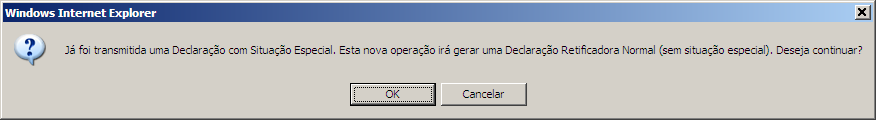 Windows Internet Explorer
Já foi transmitida uma Declaração com Situação Especial. Esta nova operação irá gerar uma Declaração Retificadora Normal (sem situação especial). Deseja continuar?
OK
Cancelar